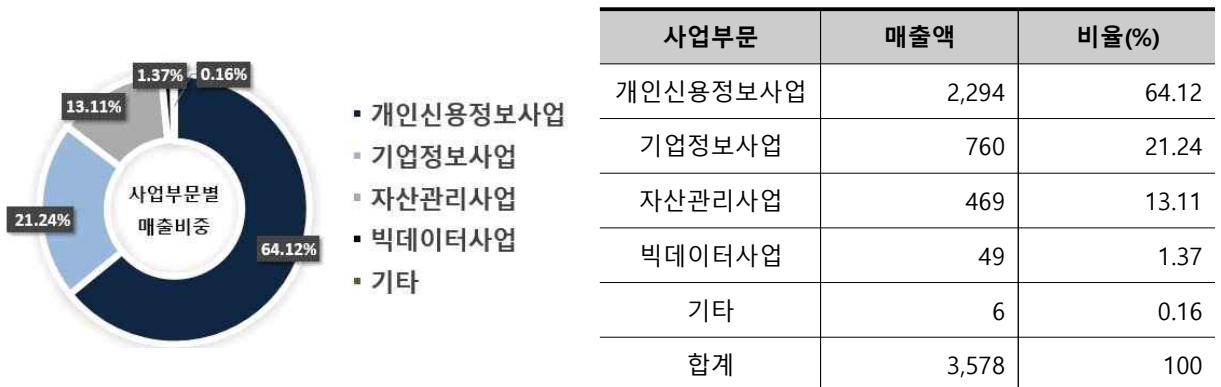 1.37%
0.16%
13.11%
21.24%
64.12%
사업부문별
매출비중
개인신용정보사업
기업정보사업
자산관리사업
빅데이터사업
기타
사업부문 매출액 비율(%)
개인신용정보사업 2,294 64.12
기업정보사업 760 21.24
자산관리사업 469 13.11
빅데이터사업 49 1.37
기타 6 0.16
합계 3,578 100